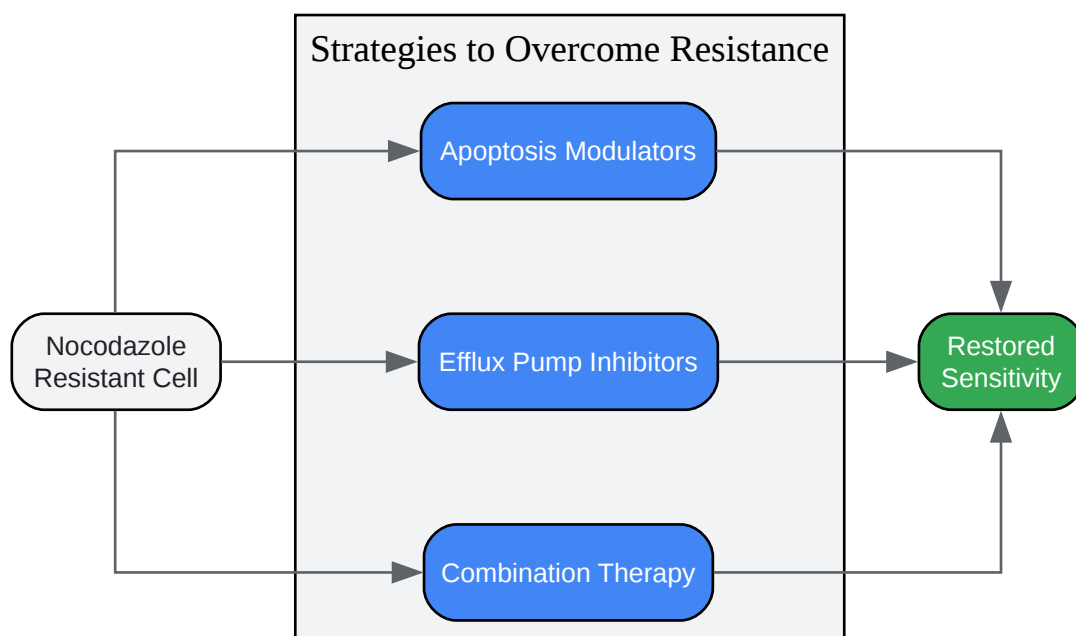 Strategies to Overcome Resistance
Apoptosis Modulators
Nocodazole
Resistant Cell
Efflux Pump Inhibitors
Restored
Sensitivity
Combination Therapy